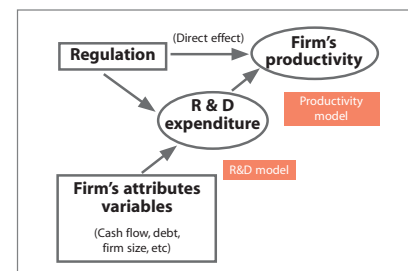 (Direct effect)
Regulation
Firm's
productivity
R & D
expenditure
Productivity
model
R&D model
Firm's attributes
variables
(Cash flow, debt,
firm size, etc)